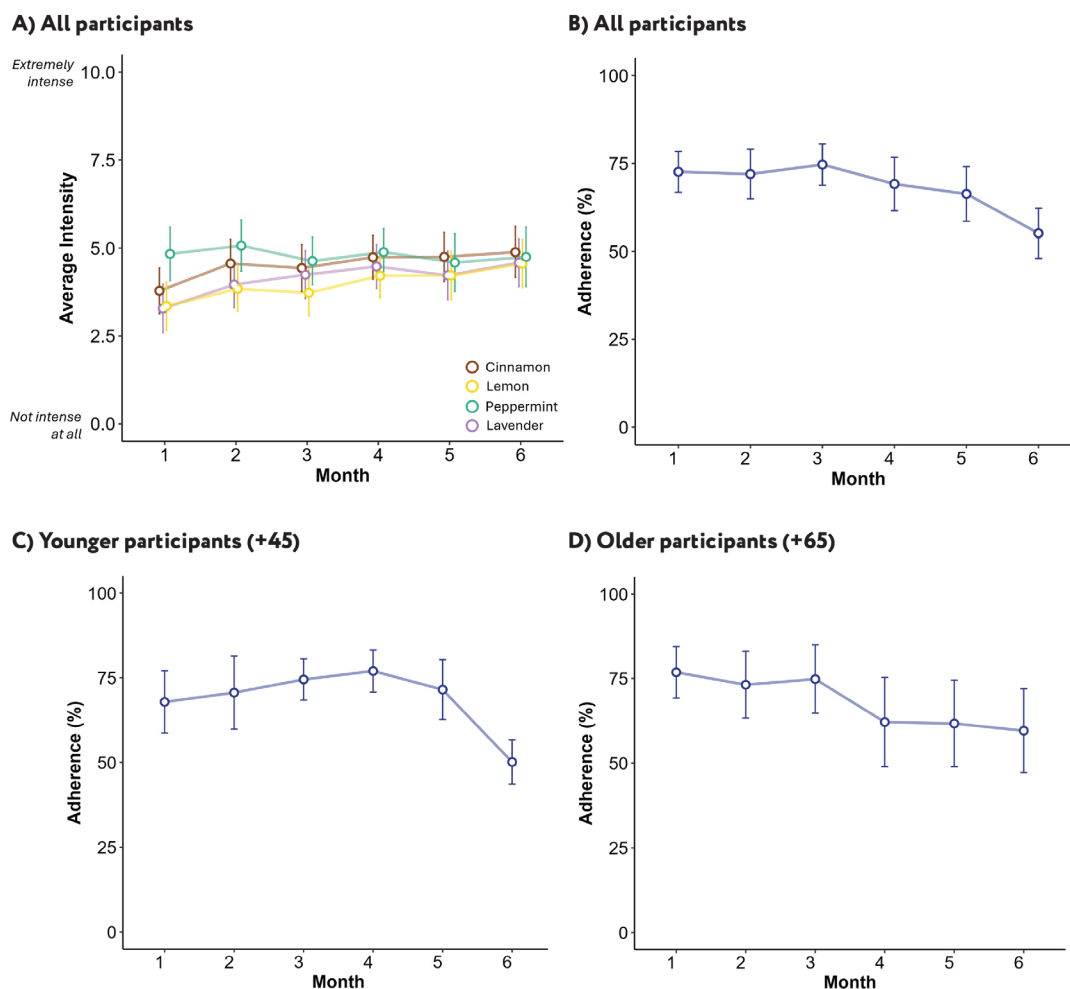 A) All participants
Extremely
intense
10.0
7.5
5.0
2.5
0.0
Average Intensity
Not intense
at all
Cinnamon
Lemon
Peppermint
Lavender
1 2 3 4 5 6
Month
B) All participants
100
75
50
25
0
Adherence (%)
1 2 3 4 5 6
Month
C) Younger participants (+45)
100
75
50
25
0
Adherence (%)
1 2 3 4 5 6
Month
D) Older participants (+65)
100
75
50
25
0
Adherence (%)
1 2 3 4 5 6
Month